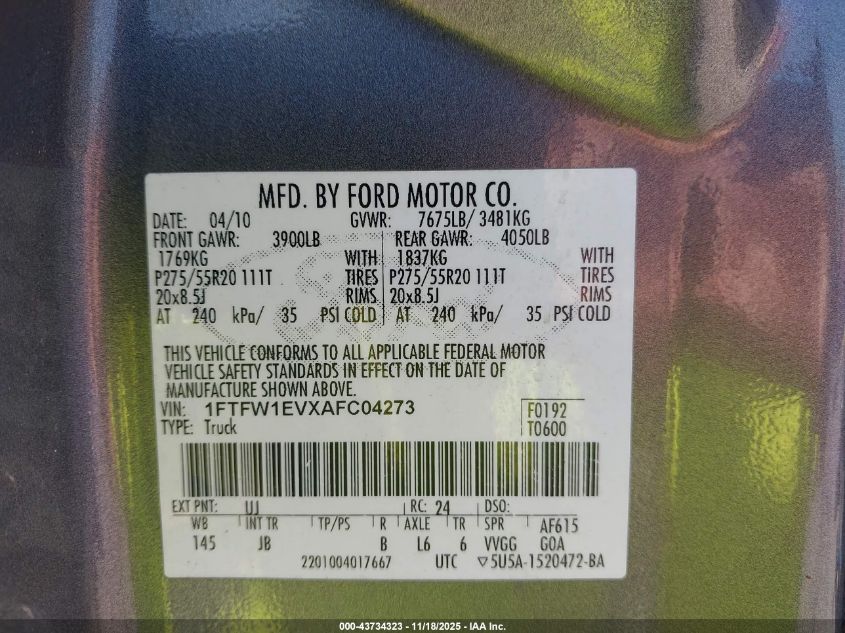 MFD. BY FORD MOTOR CO.
DATE: 04/10 GVWR: 7675LB/ 3481KG
FRONT GAWR: 3900LB REAR GAWR: 4050LB
1769KG WITH 1837KG WITH
P275/55R20 111T TIRES P275/55R20 111T TIRES
20x8.5J RIMS 20x8.5J RIMS
AT 240 kPa/ 35 PSI COLD AT 240 kPa/ 35 PSI COLD
THIS VEHICLE CONFORMS TO ALL APPLICABLE FEDERAL MOTOR
VEHICLE SAFETY STANDARDS IN EFFECT ON THE DATE OF
MANUFACTURE SHOWN ABOVE.
VIN: 1FTFW1EVXAFC04273 F0192
TYPE: Truck T0600
EXT PNT: UJ RC: 24 DSO:
WB INT TR TP/PS R AXLE TR SPR AF615
145 JB B L6 6 VVGG GOA
2201004017667 UTC ▽5U5A-1520472-BA
000-43734323 - 11/18/2025 - IAA Inc.